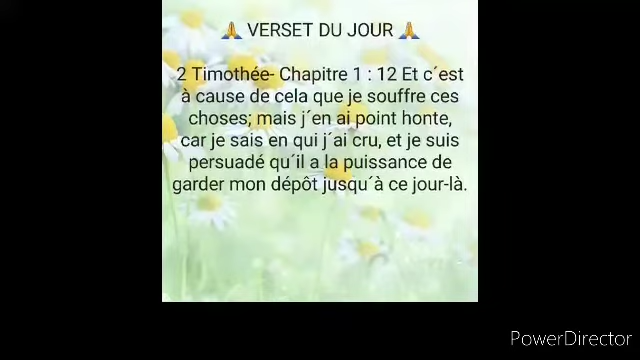 🙏 VERSET DU JOUR 🙏
2 Timothée- Chapitre 1 : 12 Et c´est
à cause de cela que je souffre ces
choses; mais j´en ai point honte,
car je sais en qui j´ai cru, et je suis
persuadé qu´il a la puissance de
garder mon dépôt jusqu´à ce jour-là.
PowerDirector